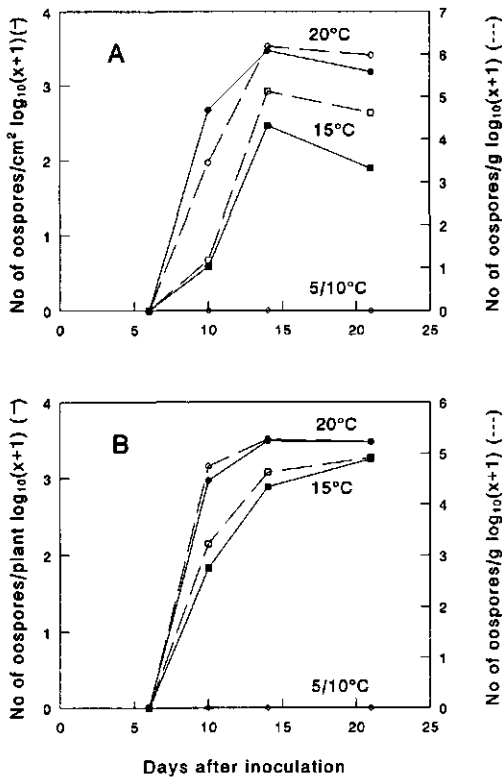 A
No of oospores/cm² log₁₀(x+1) (–)
4
3
2
1
0
20°C
15°C
5/10°C
7
6
5
4
3
2
1
0
No of oospores/g log₁₀(x+1) (---)
0 5 10 15 20 25
B
No of oospores/plant log₁₀(x+1) (–)
4
3
2
1
0
20°C
15°C
5/10°C
6
5
4
3
2
1
0
No of oospores/g log₁₀(x+1) (---)
0 5 10 15 20 25
Days after inoculation